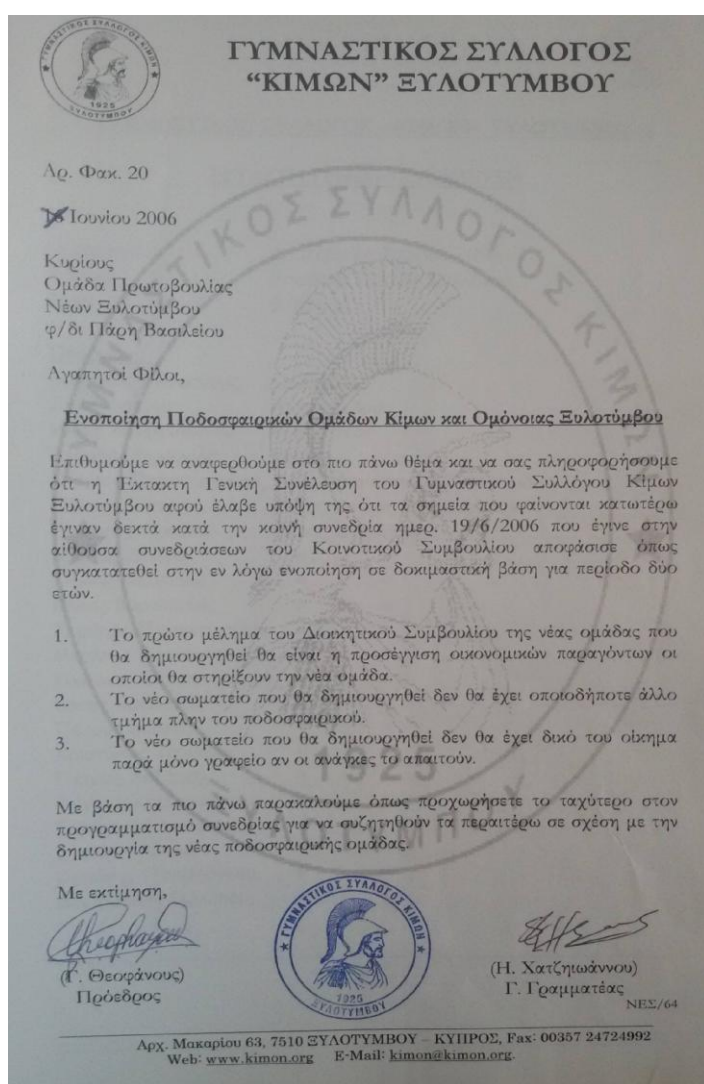 ΓΥΜΝΑΣΤΙΚΟΣ ΣΥΛΛΟΓΟΣ
“ΚΙΜΩΝ” ΞΥΛΟΤΥΜΒΟΥ
1925
ΞΥΛΟΤΥΜΒΟΥ
Αρ. Φακ. 20
Ιουνίου 2006
Κυρίους
Ομάδα Πρωτοβουλίας
Νέων Ξυλοτύμβου
φ/δι Πάρη Βασιλείου
Αγαπητοί Φίλοι,
Ενοποίηση Ποδοσφαιρικών Ομάδων Κίμων και Ομόνοιας Ξυλοτύμβου
Επιθυμούμε να αναφερθούμε στο πιο πάνω θέμα και να σας πληροφορήσουμε
ότι η Έκτακτη Γενική Συνέλευση του Γυμναστικού Συλλόγου Κίμων
Ξυλοτύμβου αφού έλαβε υπόψη της ότι τα σημεία που φαίνονται κατωτέρω
έγιναν δεκτά κατά την κοινή συνεδρία ημερ. 19/6/2006 που έγινε στην
αίθουσα συνεδριάσεων του Κοινοτικού Συμβουλίου αποφάσισε όπως
συγκατατεθεί στην εν λόγω ενοποίηση σε δοκιμαστική βάση για περίοδο δύο
ετών.
1. Το πρώτο μέλημα του Διοικητικού Συμβουλίου της νέας ομάδας που
θα δημιουργηθεί θα είναι η προσέγγιση οικονομικών παραγόντων οι
οποίοι θα στηρίξουν την νέα ομάδα.
2. Το νέο σωματείο που θα δημιουργηθεί δεν θα έχει οποιοδήποτε άλλο
τμήμα πλην του ποδοσφαιρικού.
3. Το νέο σωματείο που θα δημιουργηθεί δεν θα έχει δικό του οίκημα
παρά μόνο γραφείο αν οι ανάγκες το απαιτούν.
Με βάση τα πιο πάνω παρακαλούμε όπως προχωρήσετε το ταχύτερο στον
προγραμματισμό συνεδρίας για να συζητηθούν τα περαιτέρω σε σχέση με την
δημιουργία της νέας ποδοσφαιρικής ομάδας.
Με εκτίμηση,
ΓΥΜΝΑΣΤΙΚΟΣ ΣΥΛΛΟΓΟΣ ΚΙΜΩΝ
1925
ΞΥΛΟΤΥΜΒΟΥ
(Γ. Θεοφάνους)
Πρόεδρος
(Η. Χατζηιωάννου)
Γ. Γραμματέας
ΝΕΣ/64
Αρχ. Μακαρίου 63, 7510 ΞΥΛΟΤΥΜΒΟΥ – ΚΥΠΡΟΣ, Fax: 00357 24724992
Web: www.kimon.org E-Mail: kimon@kimon.org.